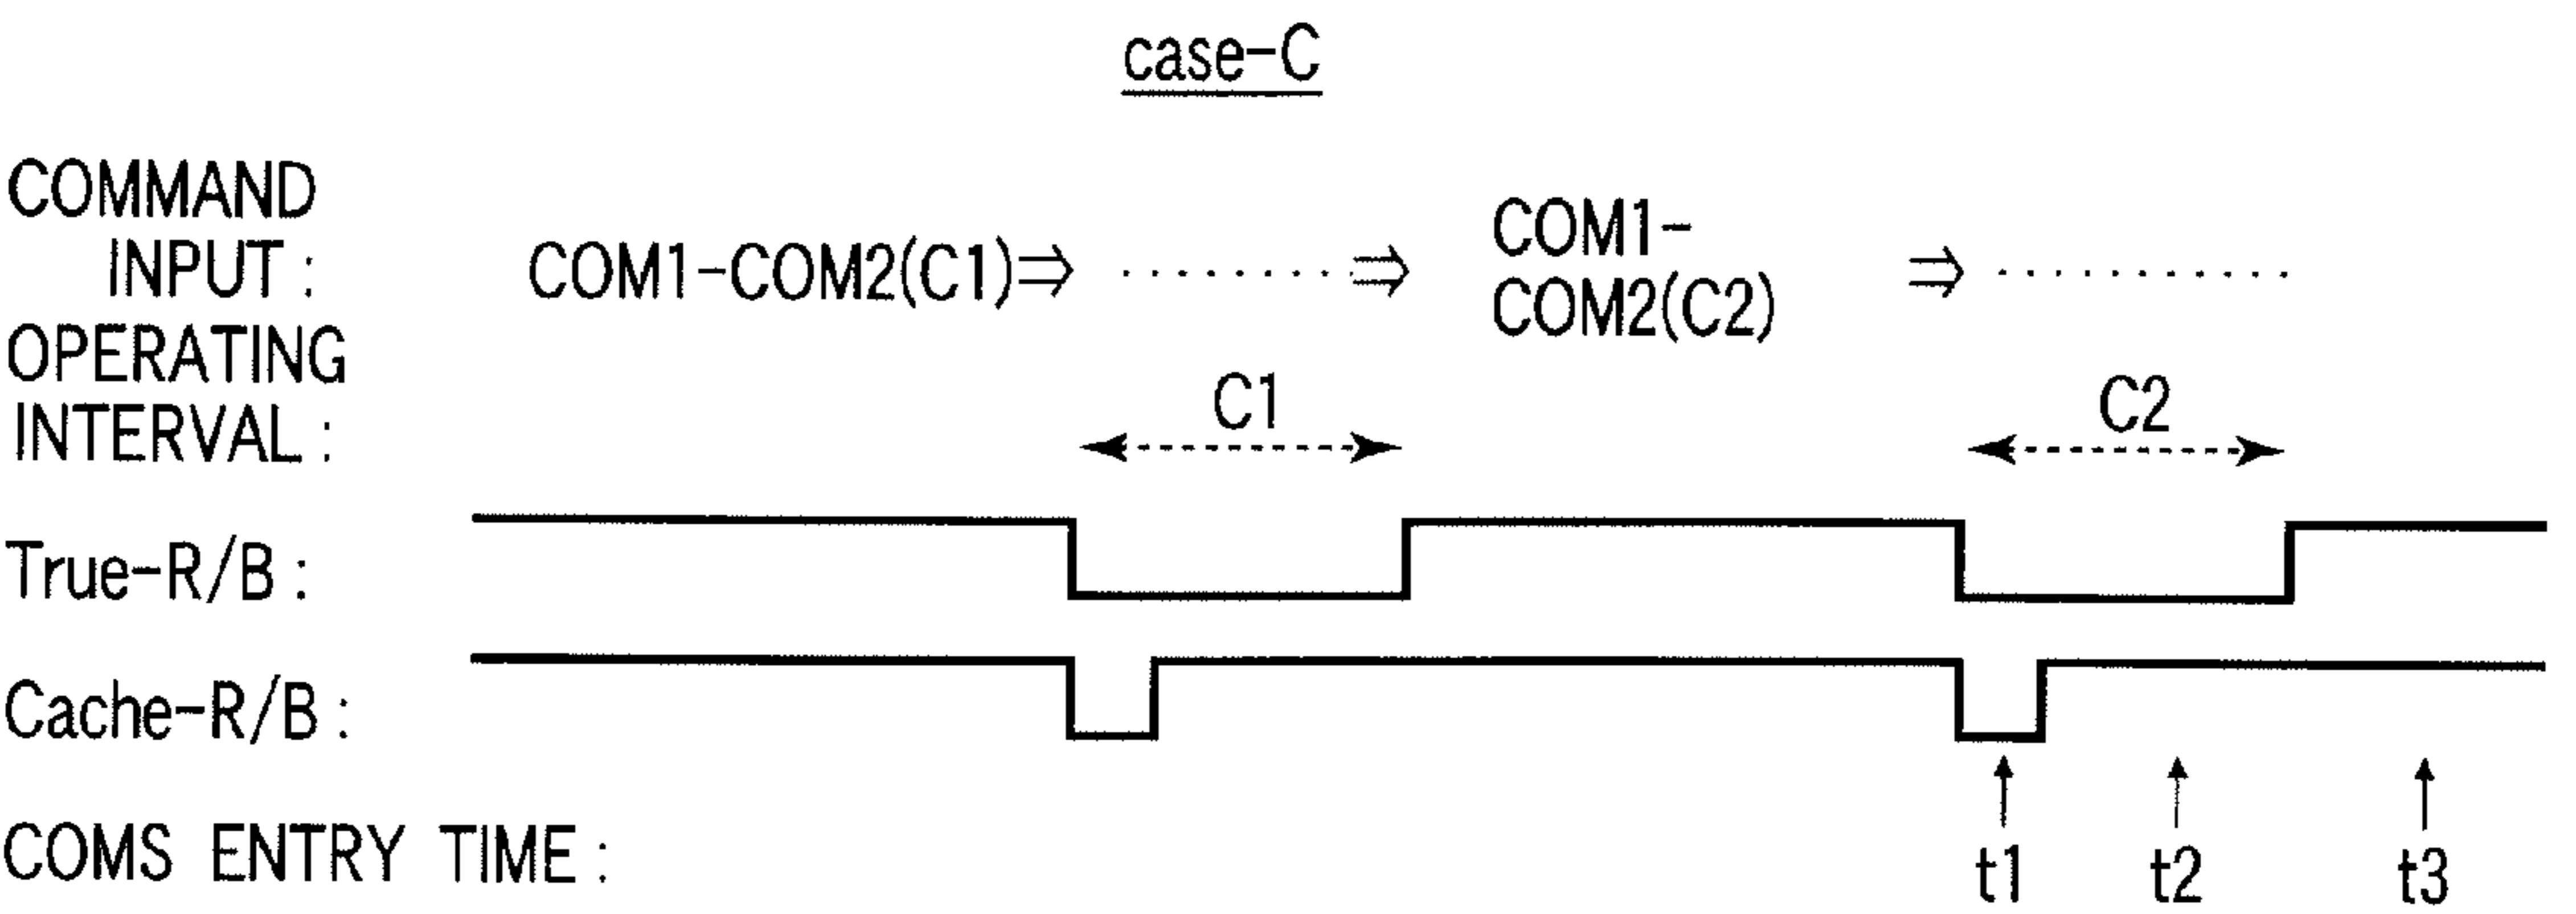 case-C
COMMAND
INPUT :
COM1-COM2(C1)⇒ ········ ⇒ COM1-
COM2(C2) ⇒ ··········
OPERATING
INTERVAL :
C1
C2
True-R/B :
Cache-R/B :
COMS ENTRY TIME :
t1 t2 t3